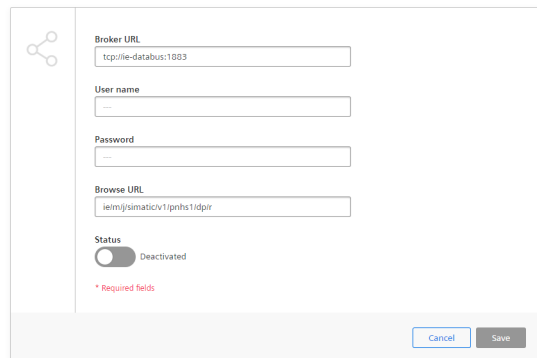 Broker URL
tcp://ie-databus:1883
User name
---
Password
---
Browse URL
ie/m/j/simatic/v1/pnhs1/dp/r
Status
Deactivated
* Required fields
Cancel
Save